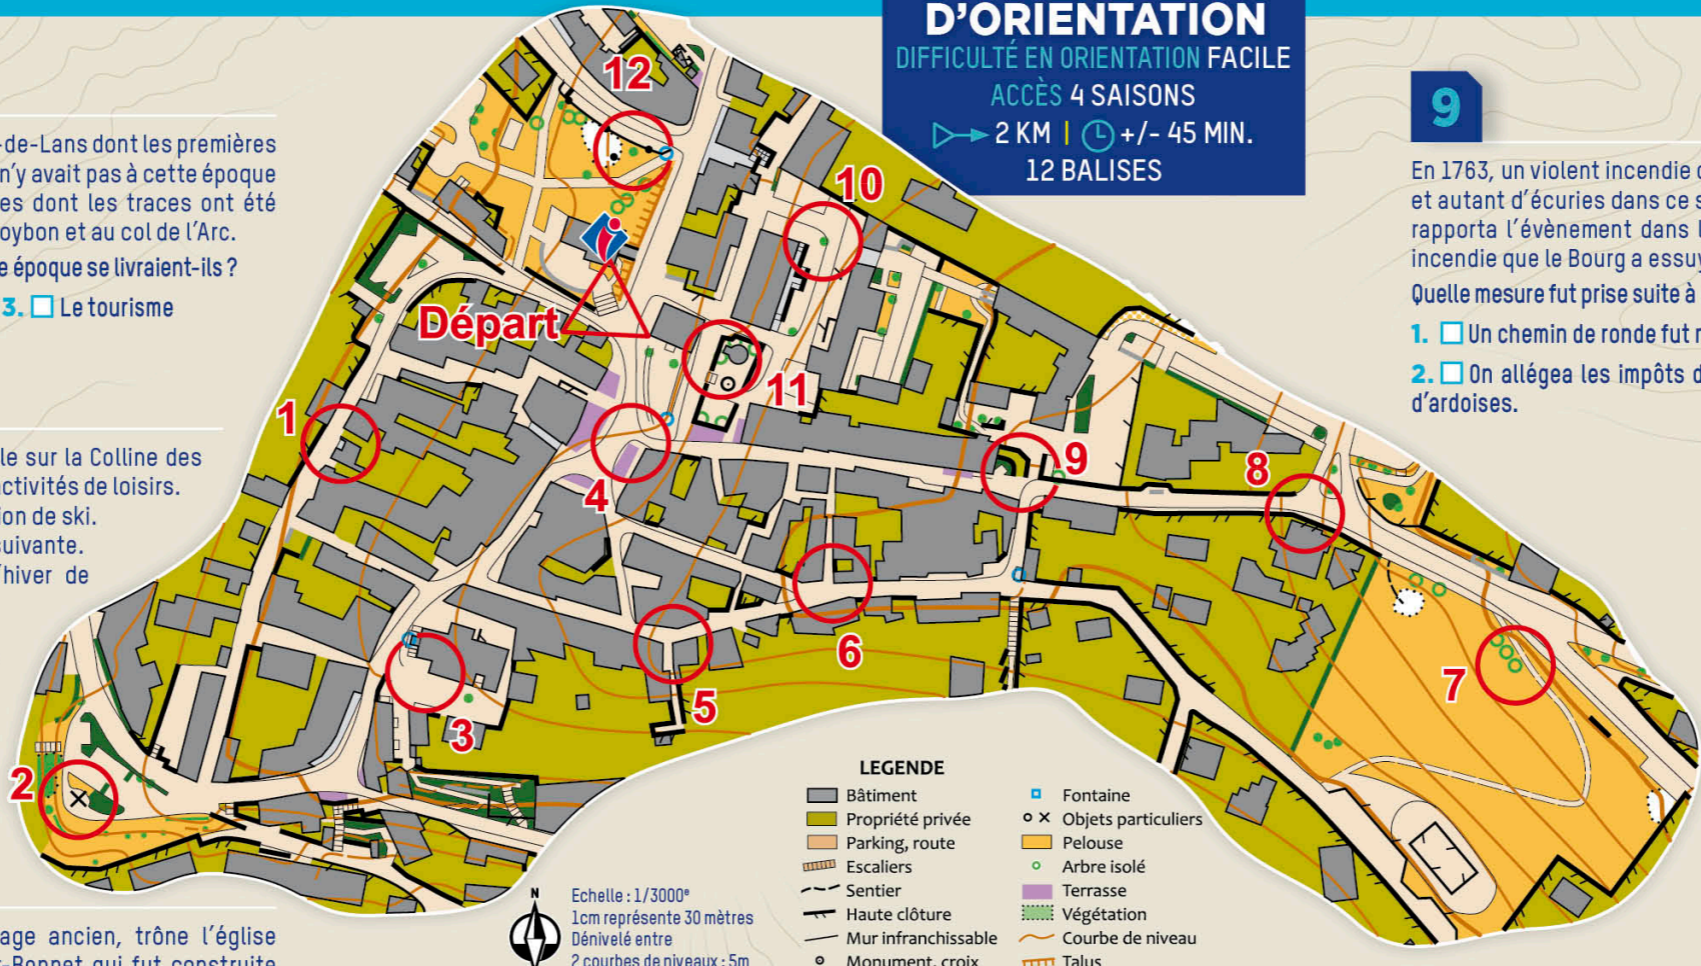 D'ORIENTATION
DIFFICULTÉ EN ORIENTATION FACILE
ACCÈS 4 SAISONS
2 KM | +/- 45 MIN.
12 BALISES
-de-Lans dont les premières
n'y avait pas à cette époque
es dont les traces ont été
oybon et au col de l'Arc.
e époque se livraient-ils ?
3. Le tourisme
le sur la Colline des
activités de loisirs.
ion de ski.
suivante.
'hiver de
age ancien, trône l'église
-Bonnet qui fut construite
9
En 1763, un violent incendie
et autant d'écuries dans ce
rapporta l'évènement dans
incendie que le Bourg a essuy
Quelle mesure fut prise suite à
1. Un chemin de ronde fut
2. On allégea les impôts
d'ardoises.
12
10
Départ
11
1
4
9
8
6
7
5
3
2
LEGENDE
Bâtiment
Propriété privée
Parking, route
Escaliers
Sentier
Haute clôture
Mur infranchissable
Monument, croix
Fontaine
Objets particuliers
Pelouse
Arbre isolé
Terrasse
Végétation
Courbe de niveau
Talus
N
Echelle : 1/3000e
1cm représente 30 mètres
Dénivelé entre
2 courbes de niveaux : 5m